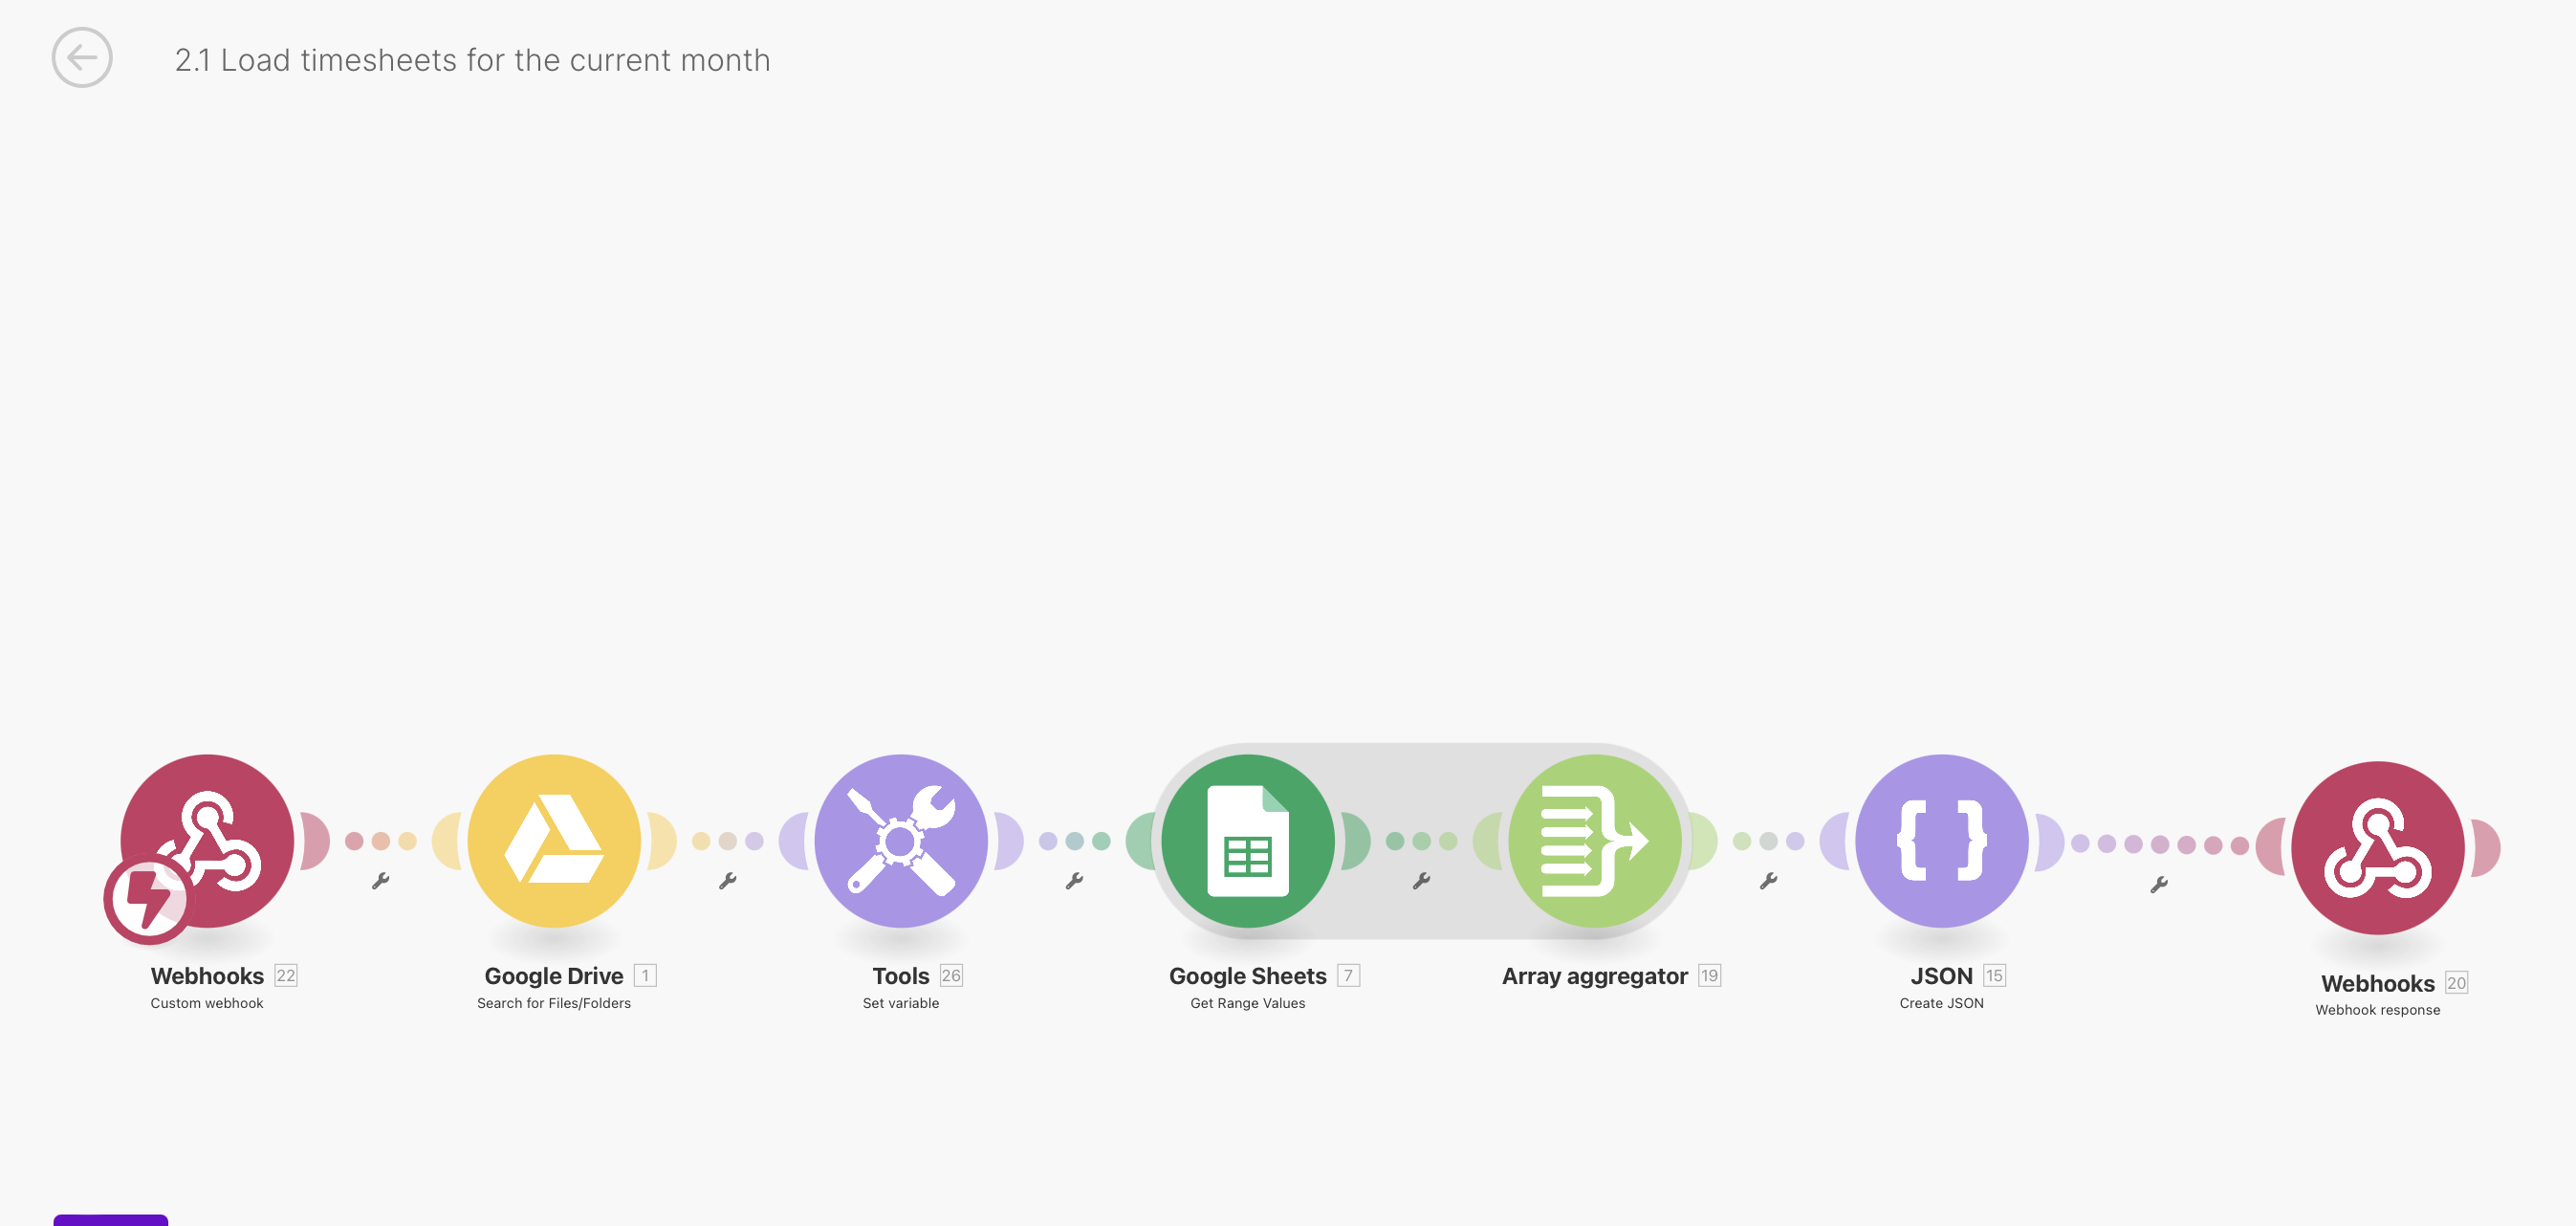 2.1 Load timesheets for the current month
Webhooks 22
Custom webhook
Google Drive 1
Search for Files/Folders
Tools 26
Set variable
Google Sheets 7
Get Range Values
Array aggregator 19
JSON 15
Create JSON
Webhooks 20
Webhook response